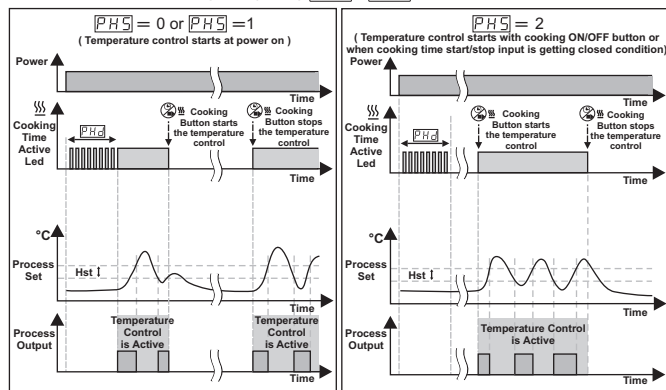 PHS = 0 or PHS =1
( Temperature control starts at power on )
Power
Time
Cooking
Time
Active
Led
PHd
Cooking
Button starts
the temperature
control
Cooking
Button stops
the temperature
control
Time
°C
Process
Set
Hst
Time
Process
Output
Temperature
Control
is Active
Temperature
Control
is Active
Time
PHS = 2
( Temperature control starts with cooking ON/OFF button or
when cooking time start/stop input is getting closed condition)
Power
Time
Cooking
Time
Active
Led
PHd
Cooking
Button starts
the temperature
control
Cooking
Button stops
the temperature
control
Time
°C
Process
Set
Hst
Time
Process
Output
Temperature Control
is Active
Time